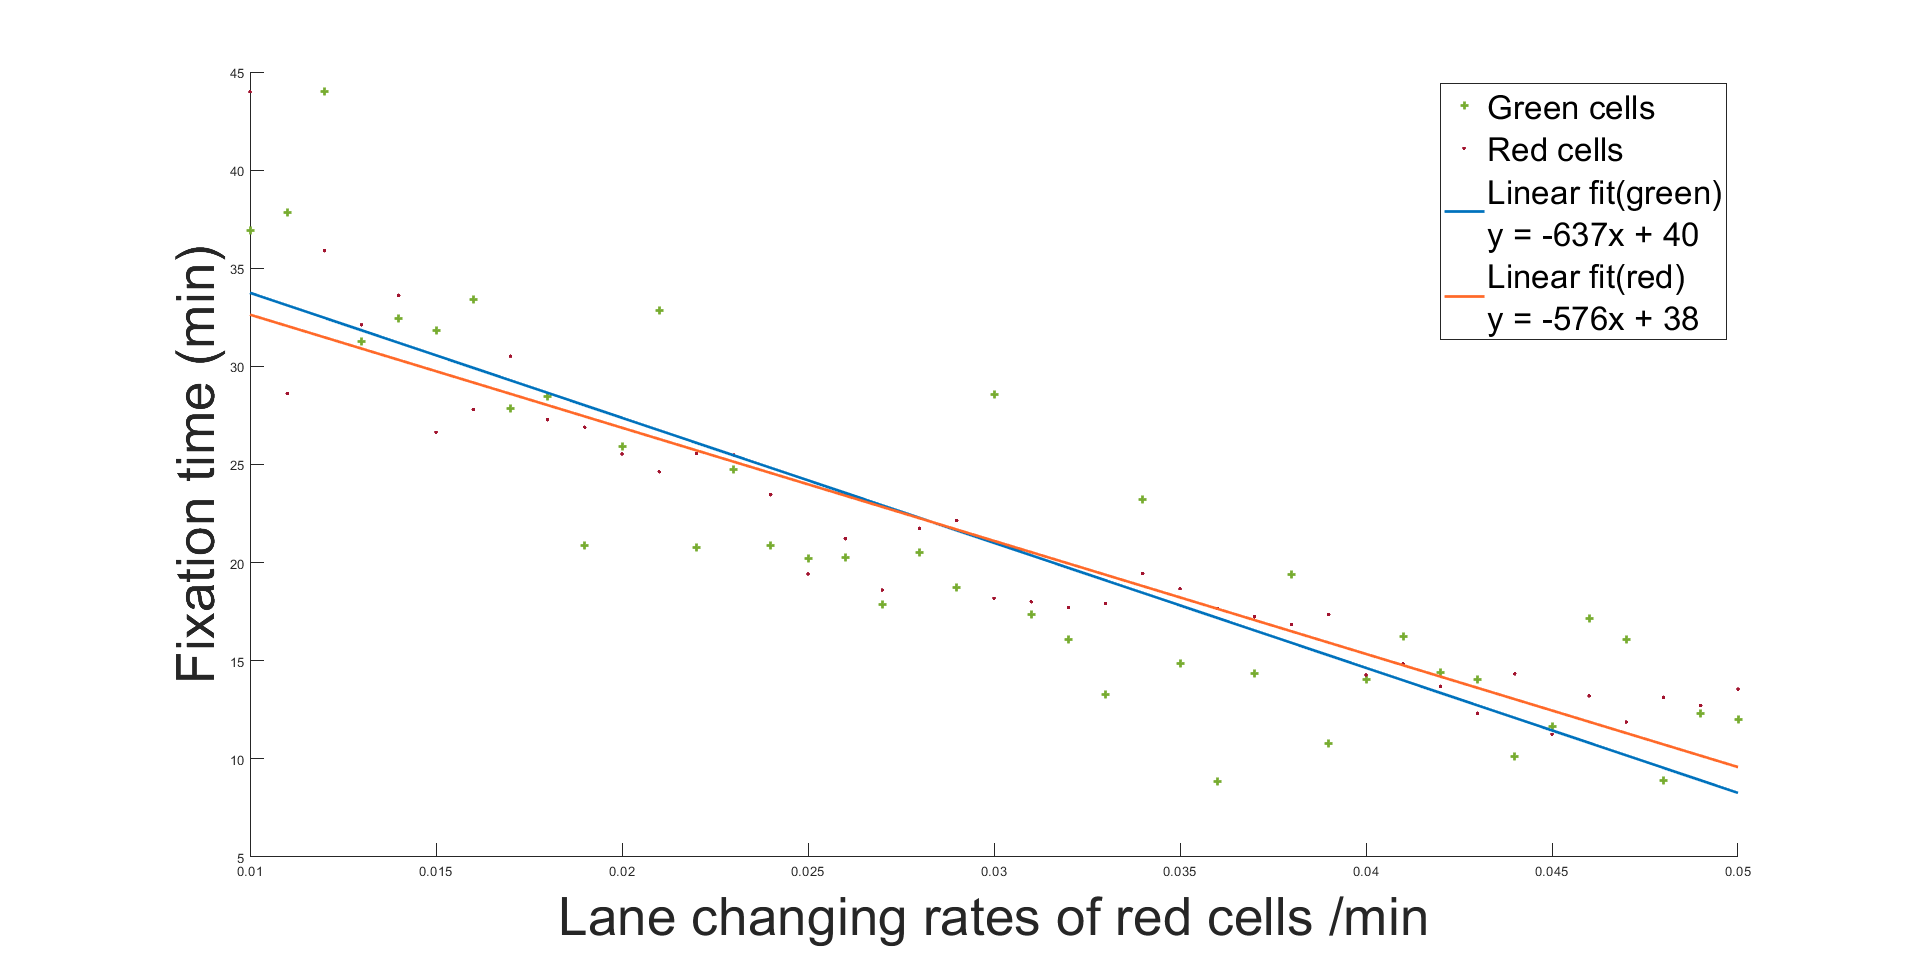 45
40
35
30
25
20
15
10
5
Fixation time (min)
0.01 0.015 0.02 0.025 0.03 0.035 0.04 0.045 0.05
Lane changing rates of red cells /min
Green cells
Red cells
Linear fit(green)
y = -637x + 40
Linear fit(red)
y = -576x + 38